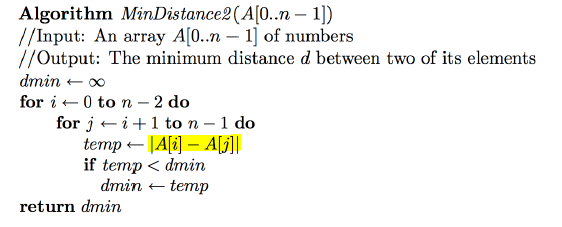 Algorithm MinDistance2(A[0..n − 1])
//Input: An array A[0..n − 1] of numbers
//Output: The minimum distance d between two of its elements
dmin ← ∞
for i ← 0 to n − 2 do
for j ← i + 1 to n − 1 do
temp ← |A[i] − A[j]|
if temp < dmin
dmin ← temp
return dmin